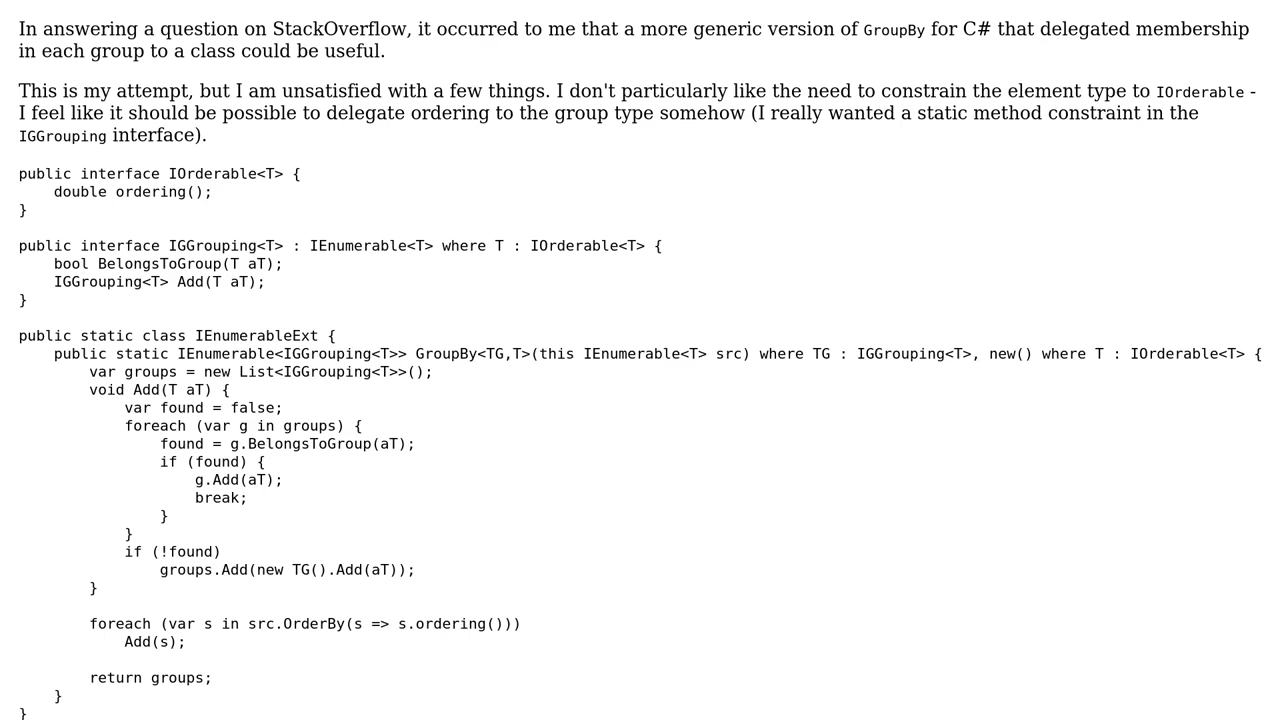 In answering a question on StackOverflow, it occurred to me that a more generic version of GroupBy for C# that delegated membership
in each group to a class could be useful.
This is my attempt, but I am unsatisfied with a few things. I don't particularly like the need to constrain the element type to IOrderable -
I feel like it should be possible to delegate ordering to the group type somehow (I really wanted a static method constraint in the
IGGrouping interface).
public interface IOrderable<T> {
    double ordering();
}
public interface IGGrouping<T> : IEnumerable<T> where T : IOrderable<T> {
    bool BelongsToGroup(T aT);
    IGGrouping<T> Add(T aT);
}
public static class IEnumerableExt {
    public static IEnumerable<IGGrouping<T>> GroupBy<TG,T>(this IEnumerable<T> src) where TG : IGGrouping<T>, new() where T : IOrderable<T> {
        var groups = new List<IGGrouping<T>>();
        void Add(T aT) {
            var found = false;
            foreach (var g in groups) {
                found = g.BelongsToGroup(aT);
                if (found) {
                    g.Add(aT);
                    break;
                }
            }
            if (!found)
                groups.Add(new TG().Add(aT));
        }
        foreach (var s in src.OrderBy(s => s.ordering()))
            Add(s);
        return groups;
    }
}